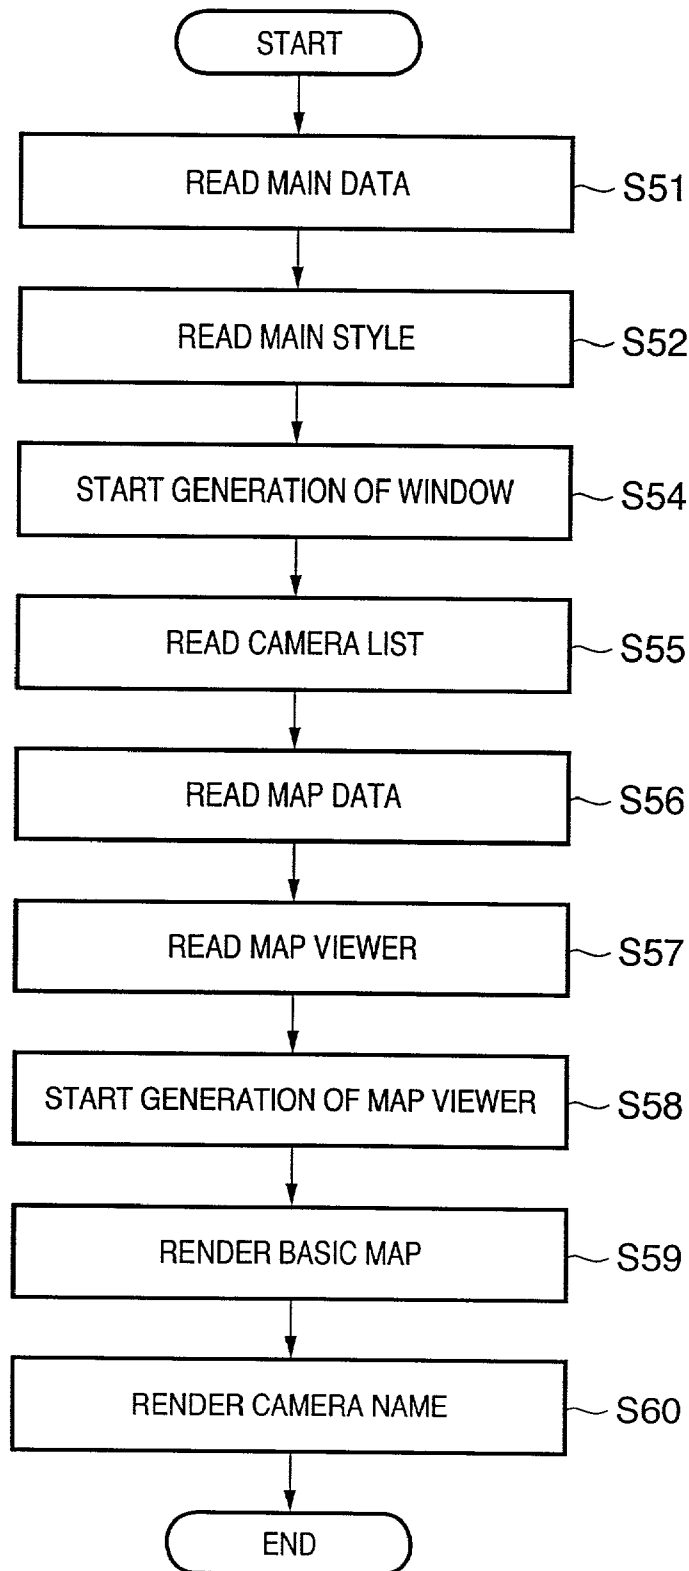 START
READ MAIN DATA
S51
READ MAIN STYLE
S52
START GENERATION OF WINDOW
S54
READ CAMERA LIST
S55
READ MAP DATA
S56
READ MAP VIEWER
S57
START GENERATION OF MAP VIEWER
S58
RENDER BASIC MAP
S59
RENDER CAMERA NAME
S60
END